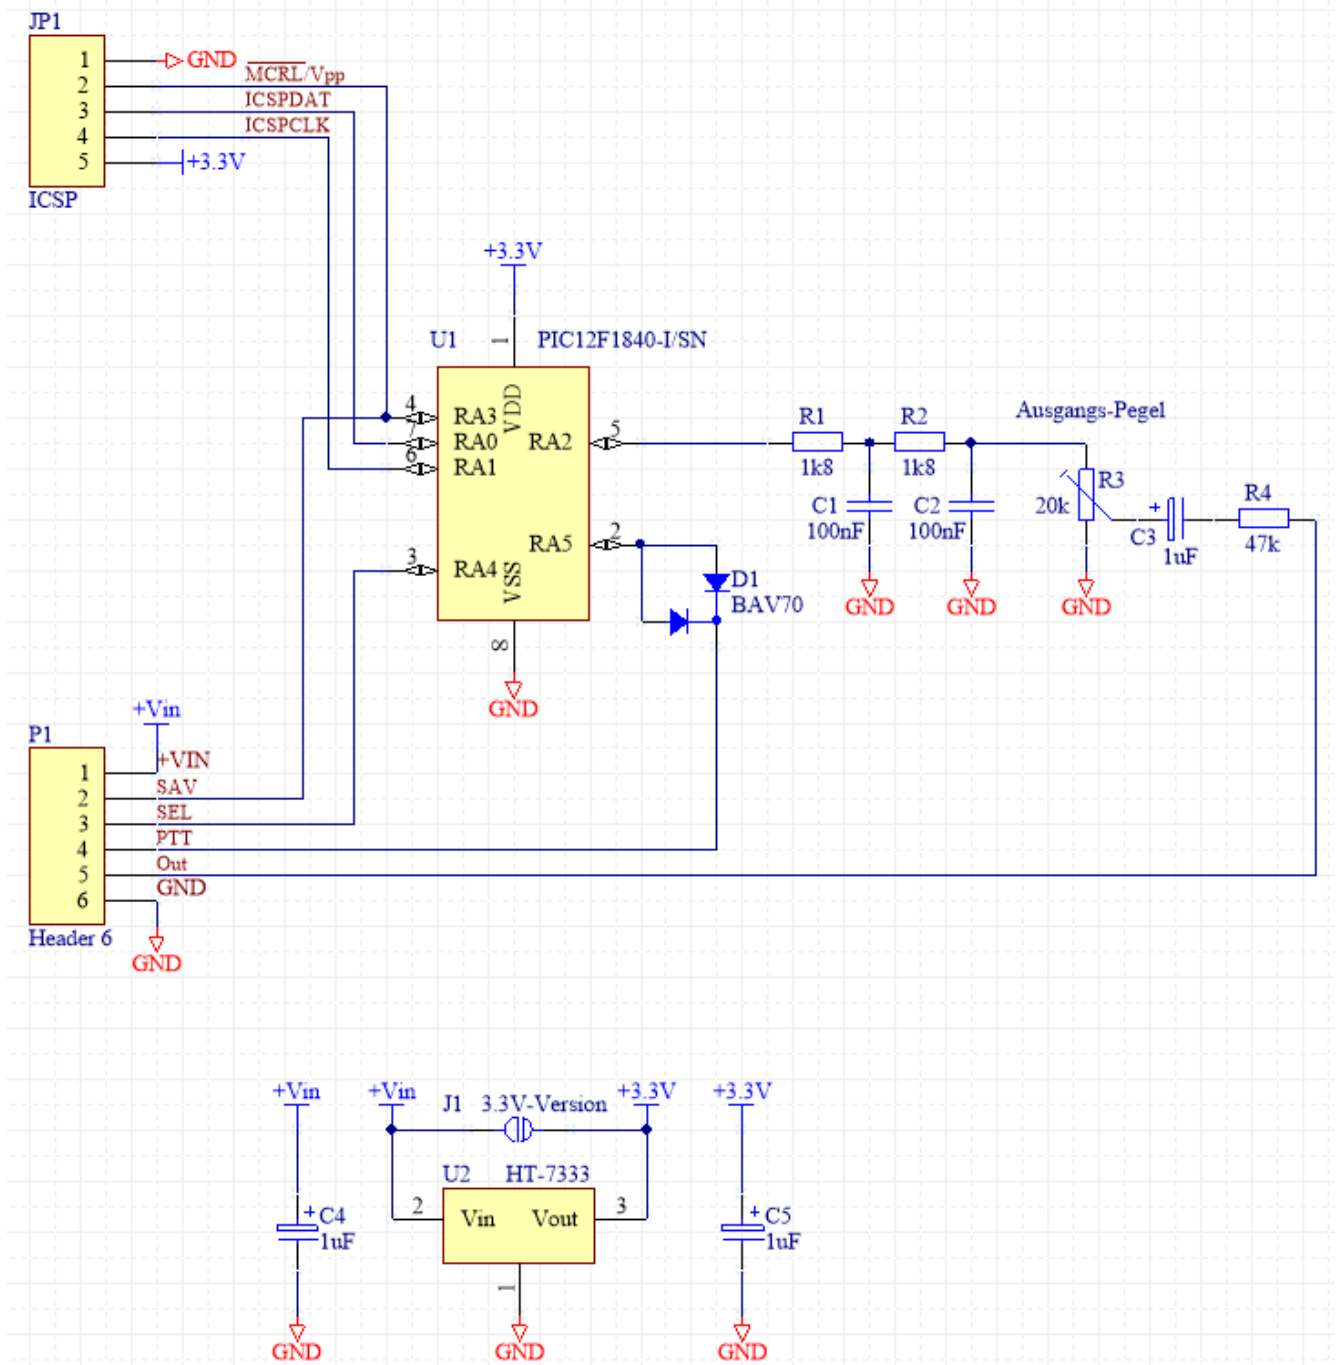 JP1
1
GND
MCRL/Vpp
2
ICSPDAT
3
ICSPCLK
4
5
+3.3V
ICSP
+3.3V
U1
1
PIC12F1840-I/SN
4
RA3
VDD
7
RA0
RA2
5
6
RA1
RA5
2
3
RA4
VSS
8
GND
R1
1k8
R2
1k8
Ausgangs-Pegel
C1
100nF
C2
100nF
R3
20k
+
C3
1uF
R4
47k
GND
GND
GND
D1
BAV70
+Vin
P1
1
+VIN
2
SAV
3
SEL
4
PTT
5
Out
6
GND
Header 6
GND
+Vin
+Vin
J1 3.3V-Version
+3.3V
+3.3V
U2 HT-7333
2
Vin
Vout
3
1
+
C4
1uF
+
C5
1uF
GND
GND
GND